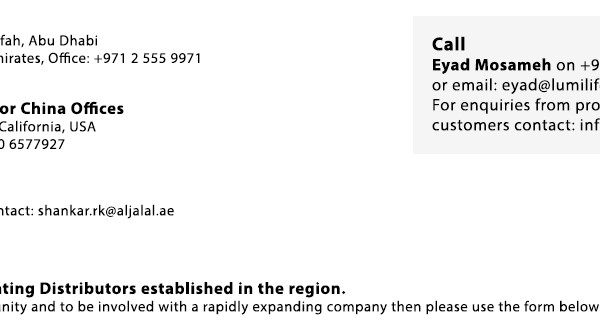 fah, Abu Dhabi
nirates, Office: +971 2 555 9971
or China Offices
California, USA
0 6577927
ntact: shankar.rk@aljalal.ae
Call
Eyad Mosameh on +9
or email: eyad@lumilif
For enquiries from pro
customers contact: inf
ating Distributors established in the region.
unity and to be involved with a rapidly expanding company then please use the form below